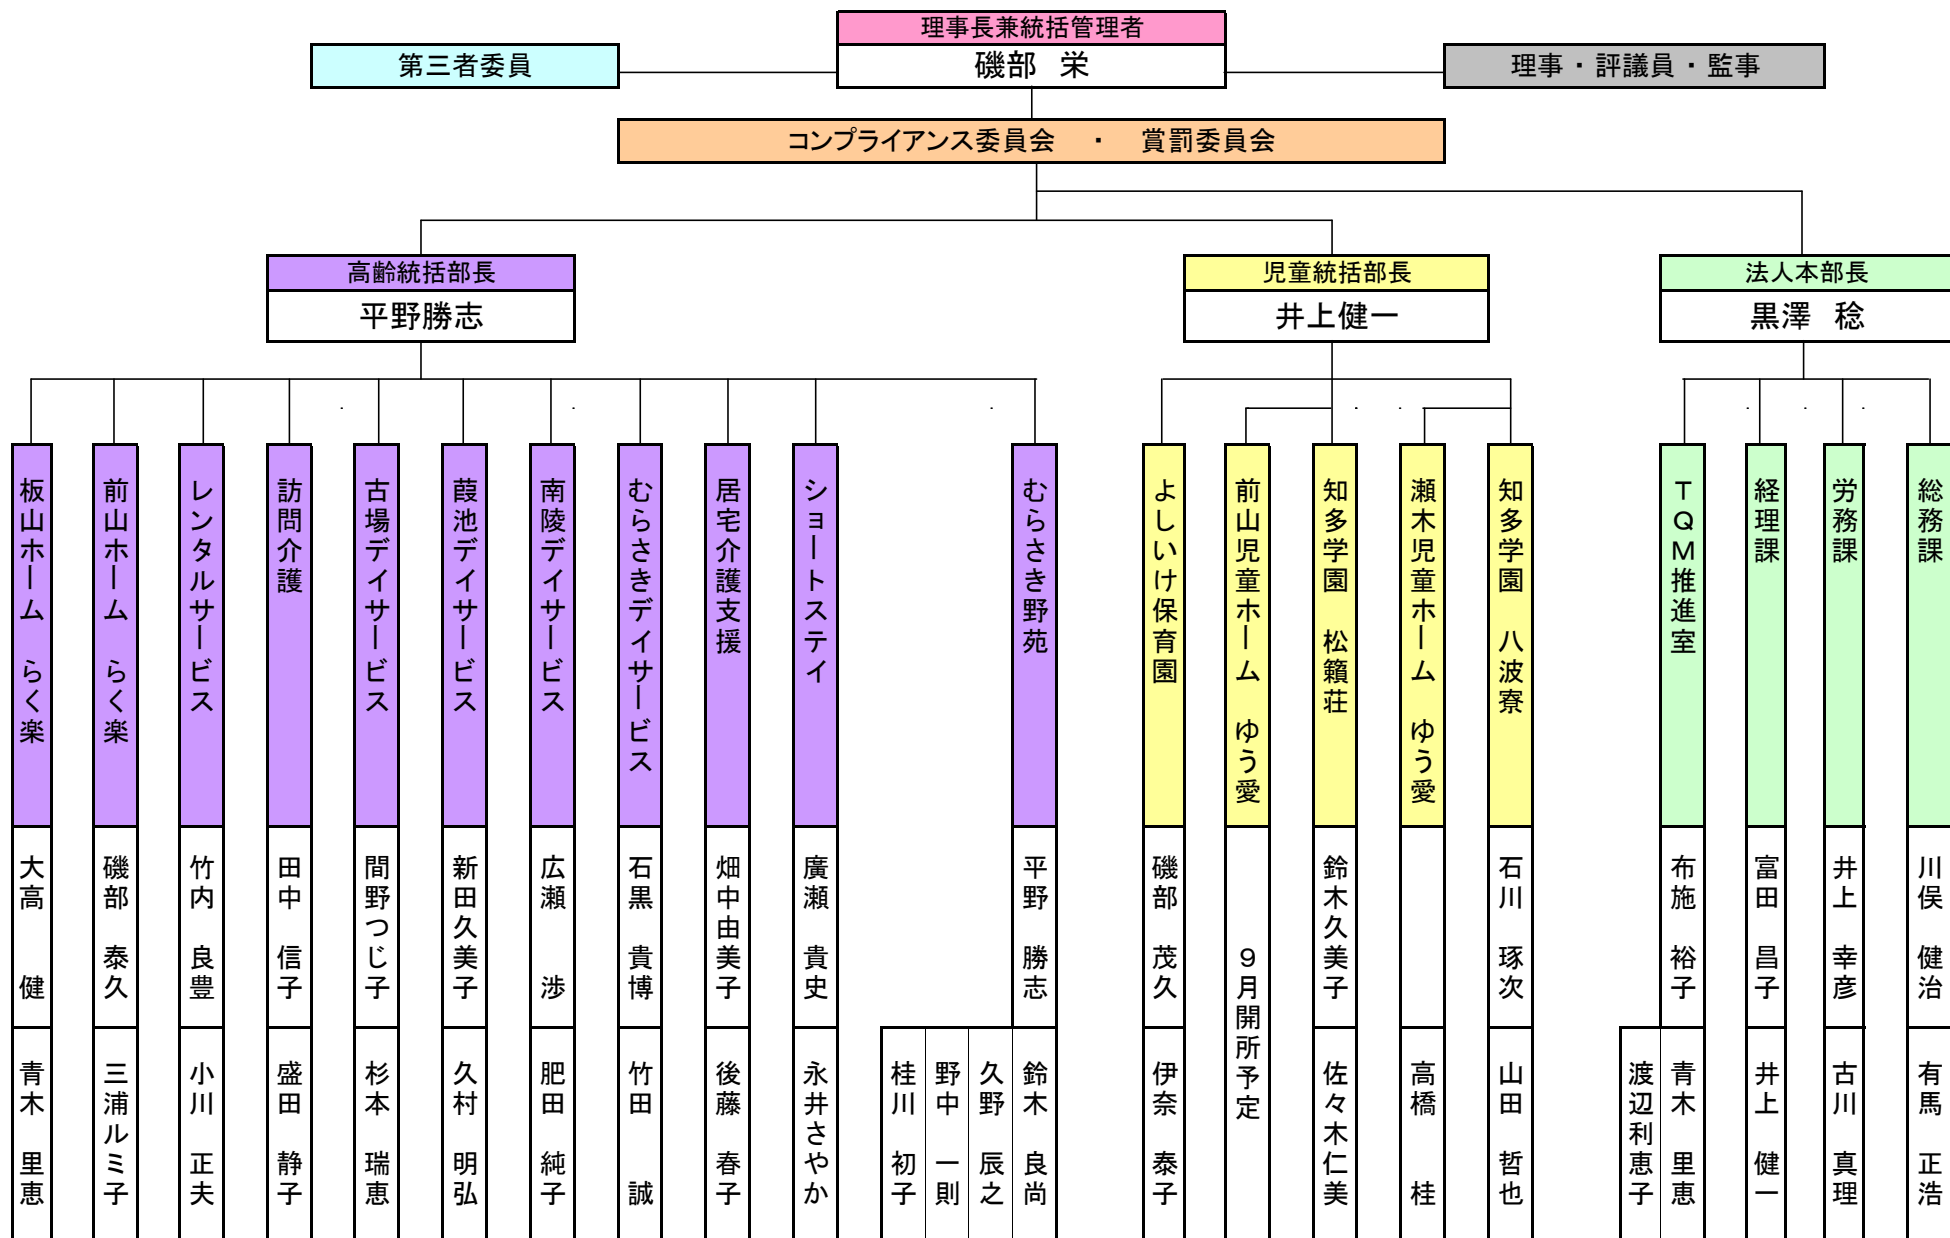 理事長兼統括管理者
磯部 栄
第三者委員
理事・評議員・監事
コンプライアンス委員会 ・ 賞罰委員会
高齢統括部長
平野勝志
児童統括部長
井上健一
法人本部長
黒澤 稔
板山ホーム らく楽
大高 健
青木 里恵
前山ホーム らく楽
磯部 泰久
三浦ルミ子
レンタルサービス
竹内 良豊
小川 正夫
訪問介護
田中 信子
盛田 静子
古場デイサービス
間野つじ子
杉本 瑞恵
葭池デイサービス
新田久美子
久村 明弘
南陵デイサービス
広瀬 渉
肥田 純子
むらさきデイサービス
石黒 貴博
竹田 誠
居宅介護支援
畑中由美子
後藤 春子
ショートステイ
廣瀬 貴史
永井さやか
むらさき野苑
平野 勝志
桂川 初子
野中 一則
久野 辰之
鈴木 良尚
よしいけ保育園
磯部 茂久
伊奈 泰子
前山児童ホーム ゆう愛
９月開所予定
知多学園 松籟荘
鈴木久美子
佐々木仁美
瀬木児童ホーム ゆう愛
高橋 桂
知多学園 八波寮
石川 琢次
山田 哲也
ＴＱＭ推進室
布施 裕子
渡辺利恵子
青木 里恵
経理課
富田 昌子
井上 健一
労務課
井上 幸彦
古川 真理
総務課
川俣 健治
有馬 正浩